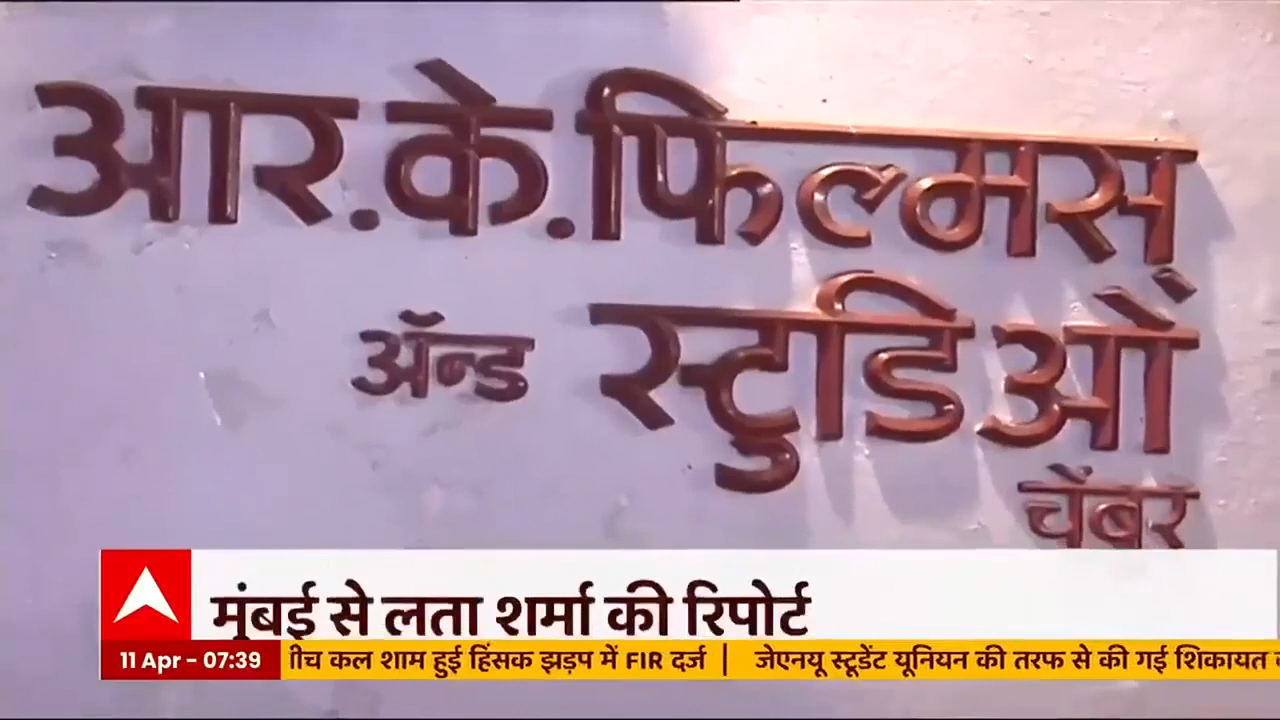 आर.के.फिल्मस्
ॲन्ड स्टुडिओं
चेंबर
मुंबई से लता शर्मा की रिपोर्ट
11 Apr - 07:39
कल शाम हुई हिंसक झड़प में FIR दर्ज | जेएनयू स्टूडेंट यूनियन की तरफ से की गई शिकायत